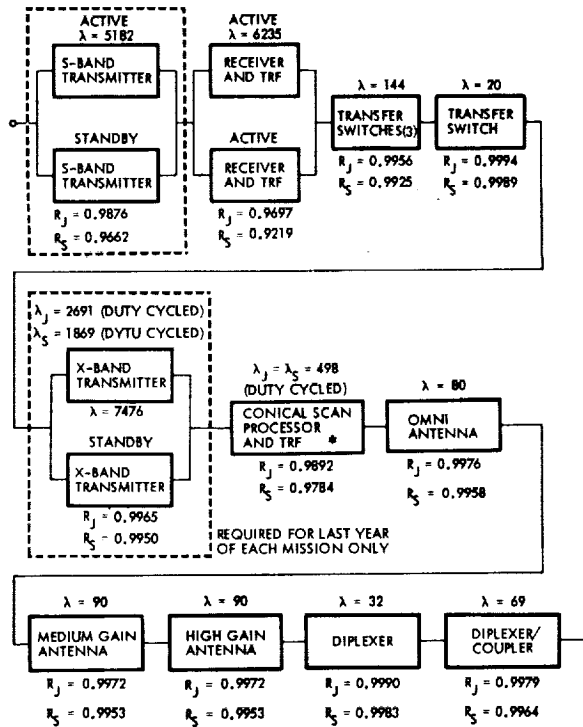 ACTIVE
λ = 5182
S-BAND
TRANSMITTER
STANDBY
S-BAND
TRANSMITTER
R_J = 0.9876
R_S = 0.9662
ACTIVE
λ = 6235
RECEIVER
AND TRF
ACTIVE
RECEIVER
AND TRF
R_J = 0.9697
R_S = 0.9219
λ = 144
TRANSFER
SWITCHES(3)
R_J = 0.9956
R_S = 0.9925
λ = 20
TRANSFER
SWITCH
R_J = 0.9994
R_S = 0.9989
λ_J = 2691 (DUTY CYCLED)
λ_S = 1869 (DYTU CYCLED)
X-BAND
TRANSMITTER
λ = 7476
STANDBY
X-BAND
TRANSMITTER
R_J = 0.9965
R_S = 0.9950
REQUIRED FOR LAST YEAR
OF EACH MISSION ONLY
λ_J = λ_S = 498
(DUTY CYCLED)
CONICAL SCAN
PROCESSOR
AND TRF *
R_J = 0.9892
R_S = 0.9784
λ = 80
OMNI
ANTENNA
R_J = 0.9976
R_S = 0.9958
λ = 90
MEDIUM GAIN
ANTENNA
R_J = 0.9972
R_S = 0.9953
λ = 90
HIGH GAIN
ANTENNA
R_J = 0.9972
R_S = 0.9953
λ = 32
DIPLEXER
R_J = 0.9990
R_S = 0.9983
λ = 69
DIPLEXER/
COUPLER
R_J = 0.9979
R_S = 0.9964